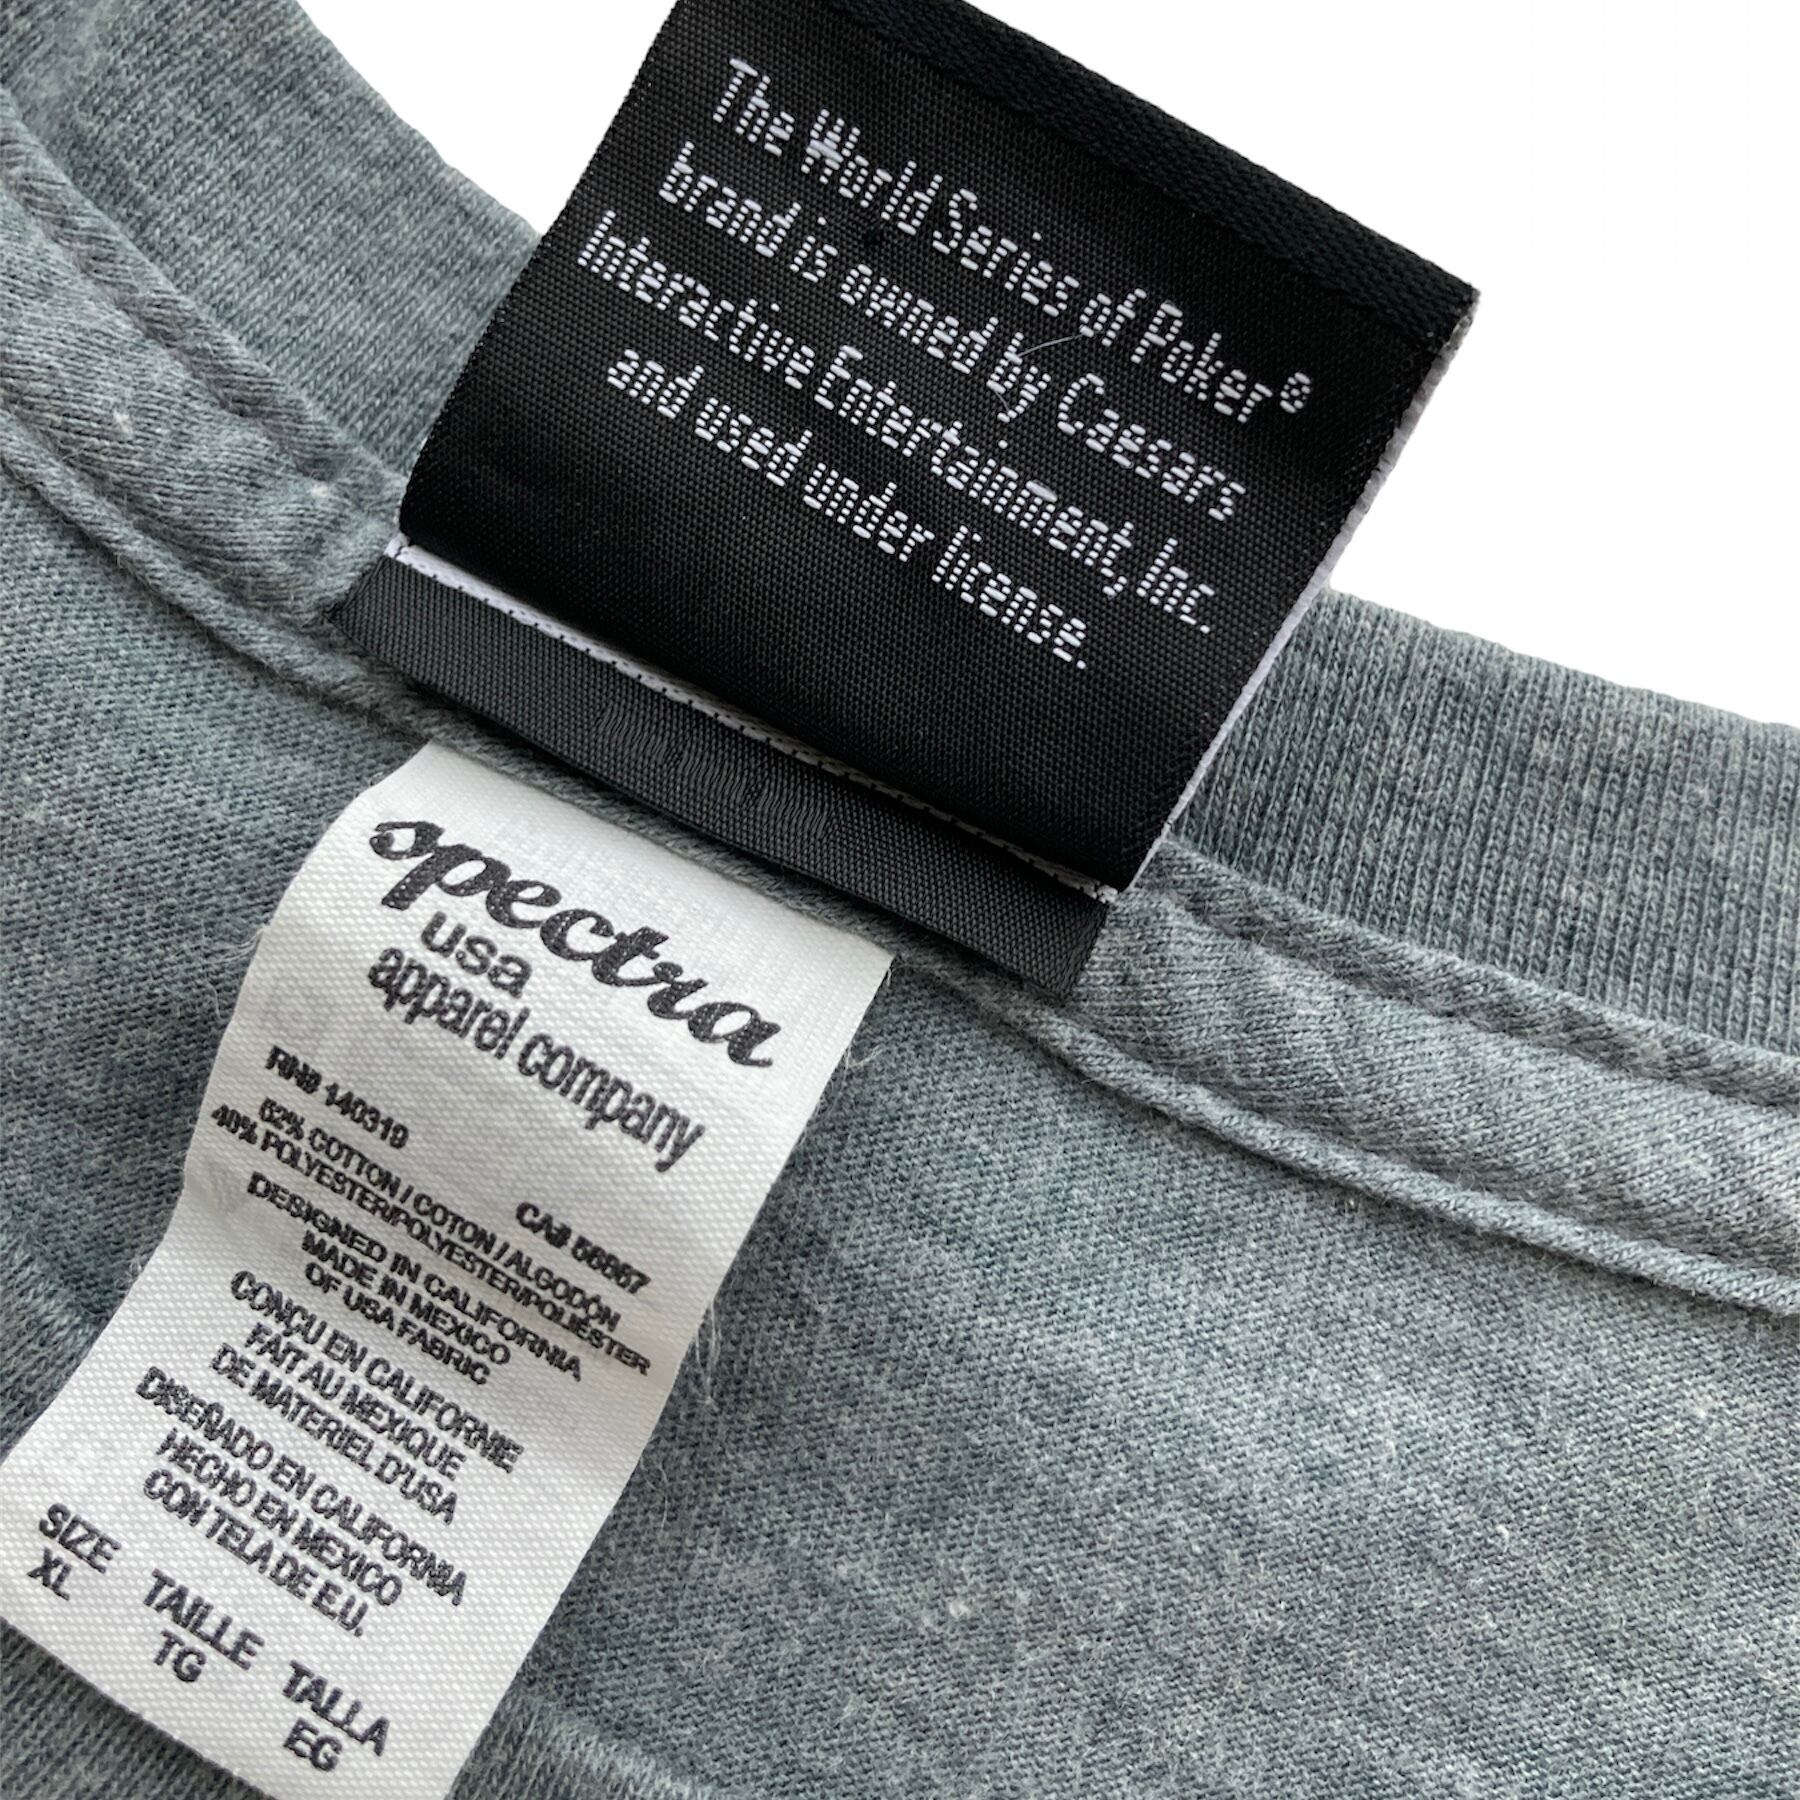 The World Series of Poker®
brand is owned by Caesars
Interactive Entertainment, Inc.
and used under license.
spectra
usa
apparel company
RN# 140319
CA# 56867
52% COTTON / COTON / ALGODÓN
48% POLYESTER/POLYESTER/POLIÉSTER
DESIGNED IN CALIFORNIA
MADE IN MEXICO
OF USA FABRIC
CONÇU EN CALIFORNIE
FAIT AU MEXIQUE
DE MATERIEL D'USA
DISEÑADO EN CALIFORNIA
HECHO EN MEXICO
CON TELA DE E.U.
SIZE TAILLE TALLA
XL TG EG